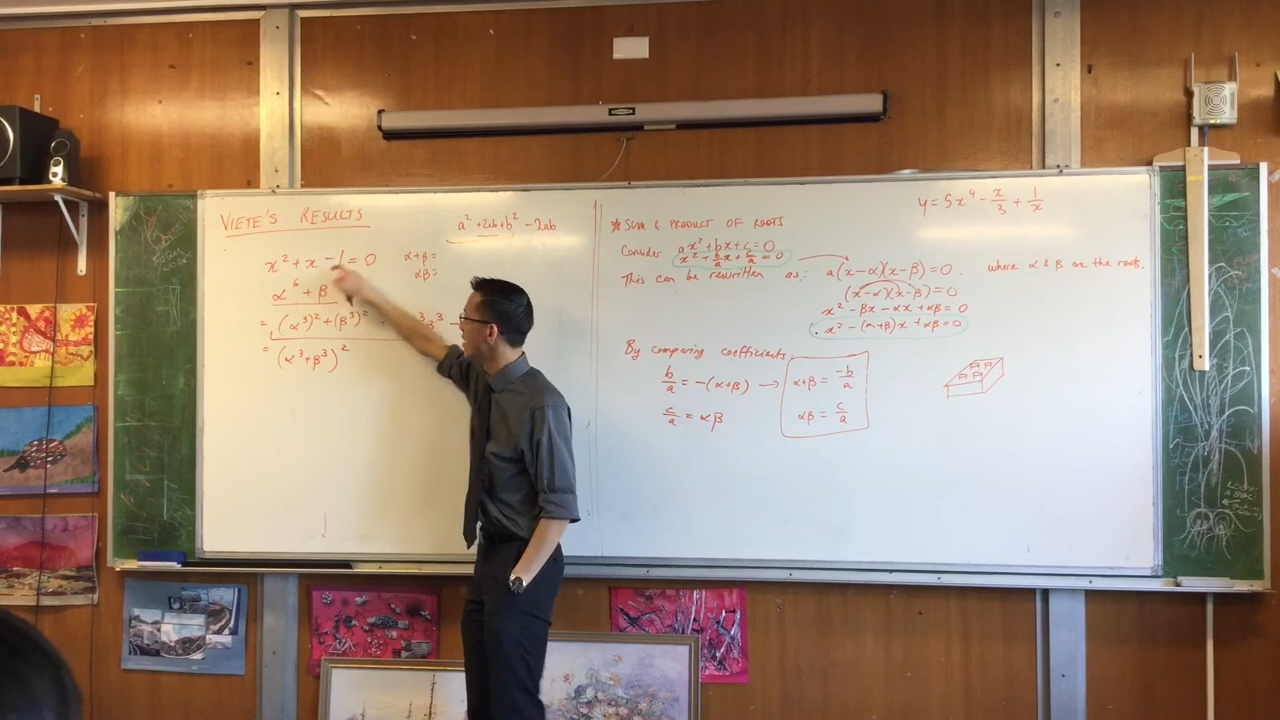 VIETE'S RESULTS
a² + 2ab + b² - 2ab
x² + x - 1 = 0
α+β =
αβ =
α⁶ + β
= (α³)² + (β³)² +
= (α³+β³)²
y = 5x⁴ - x/3 + 1/x
* SUM & PRODUCT OF ROOTS
Consider ax² + bx + c = 0
x² + b/a x + c/a = 0
This can be rewritten as: a(x-α)(x-β) = 0. where α & β are the roots.
(x-α)(x-β) = 0
x² - βx - αx + αβ = 0
x² - (α+β)x + αβ = 0
By comparing coefficients,
b/a = -(α+β) → α+β = -b/a
c/a = αβ
αβ = c/a